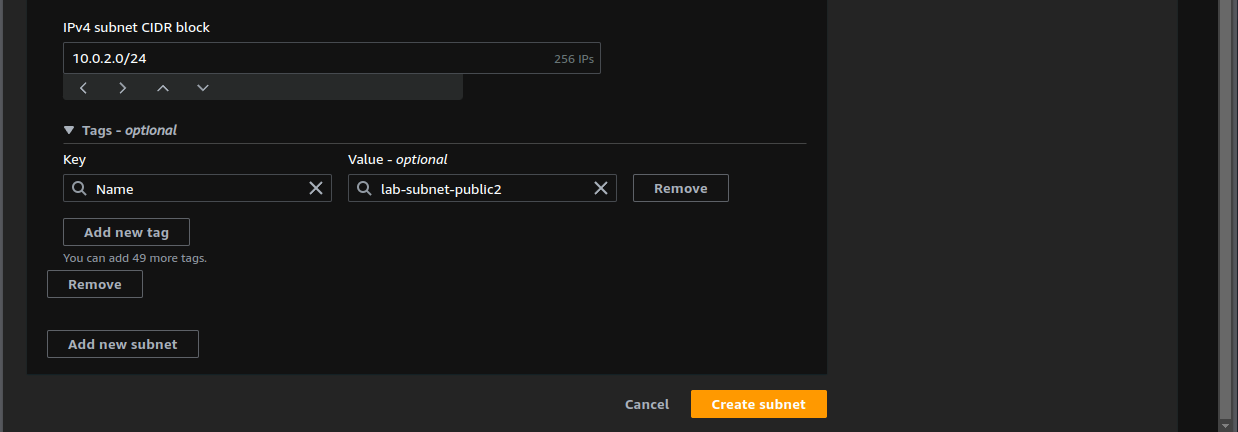 IPv4 subnet CIDR block
10.0.2.0/24 256 IPs
Tags - optional
Key Value - optional
Name lab-subnet-public2 Remove
Add new tag
You can add 49 more tags.
Remove
Add new subnet
Cancel Create subnet